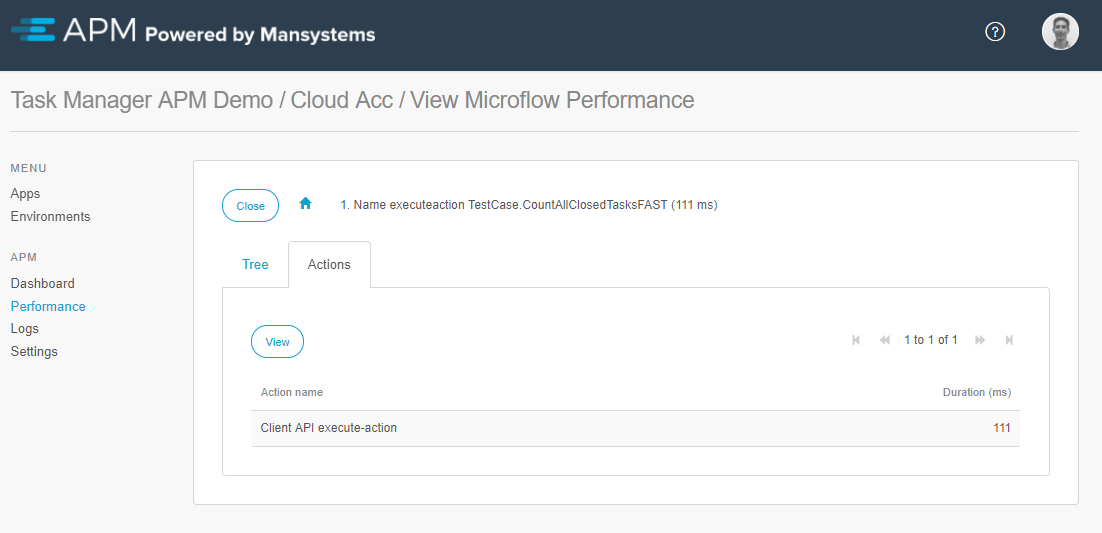 APM Powered by Mansystems
?
Task Manager APM Demo / Cloud Acc / View Microflow Performance
MENU
Apps
Environments
APM
Dashboard
Performance
Logs
Settings
Close
1. Name executeaction TestCase.CountAllClosedTasksFAST (111 ms)
Tree
Actions
View
1 to 1 of 1
Action name
Duration (ms)
Client API execute-action
111